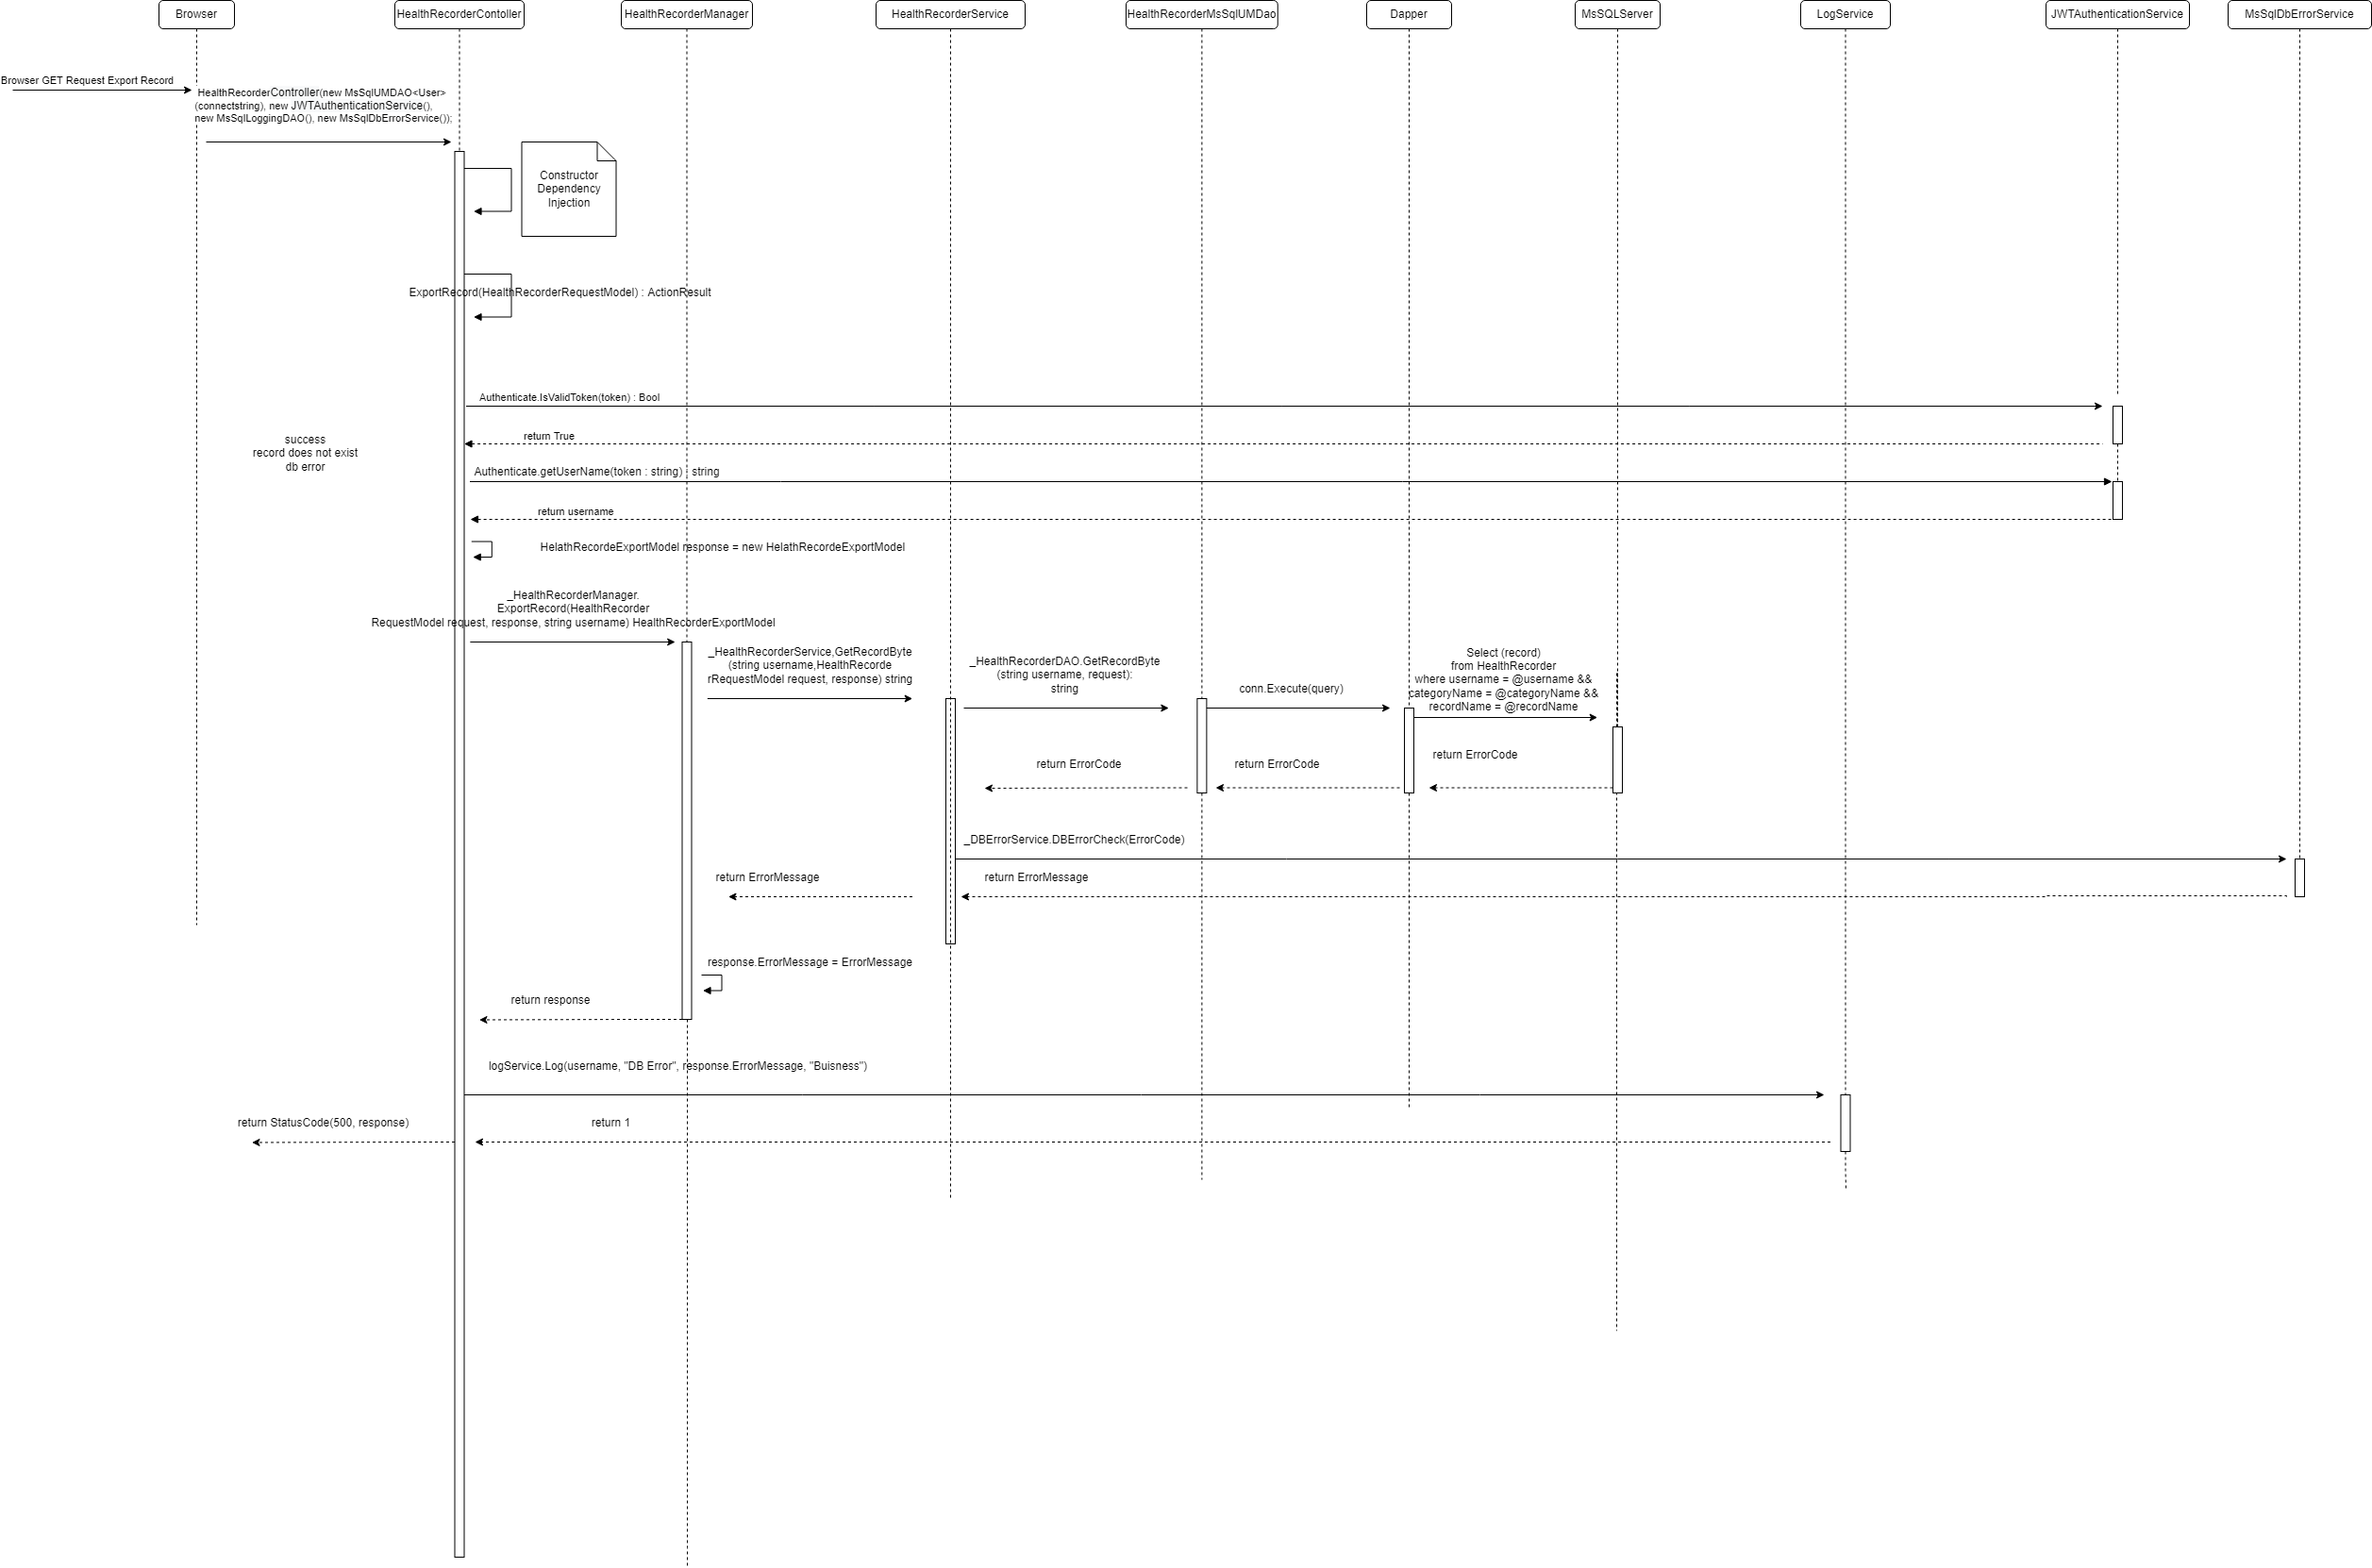 Browser
HealthRecorderContoller
HealthRecorderManager
HealthRecorderService
HealthRecorderMsSqlUMDao
Dapper
MsSQLServer
LogService
JWTAuthenticationService
MsSqlDbErrorService
Browser GET Request Export Record
HealthRecorderController(new MsSqlUMDAO<User>
(connectstring), new JWTAuthenticationService(),
new MsSqlLoggingDAO(), new MsSqlDbErrorService());
Constructor
Dependency
Injection
ExportRecord(HealthRecorderRequestModel) : ActionResult
Authenticate.IsValidToken(token) : Bool
return True
success
record does not exist
db error
Authenticate.getUserName(token : string) : string
return username
HelathRecordeExportModel response = new HelathRecordeExportModel
_HealthRecorderManager.
ExportRecord(HealthRecorder
RequestModel request, response, string username) HealthRecorderExportModel
_HealthRecorderService,GetRecordByte
(string username,HealthRecorde
rRequestModel request, response) string
_HealthRecorderDAO.GetRecordByte
(string username, request):
string
conn.Execute(query)
Select (record)
from HealthRecorder
where username = @username &&
categoryName = @categoryName &&
recordName = @recordName
return ErrorCode
return ErrorCode
return ErrorCode
_DBErrorService.DBErrorCheck(ErrorCode)
return ErrorMessage
return ErrorMessage
response.ErrorMessage = ErrorMessage
return response
logService.Log(username, "DB Error", response.ErrorMessage, "Buisness")
return StatusCode(500, response)
return 1